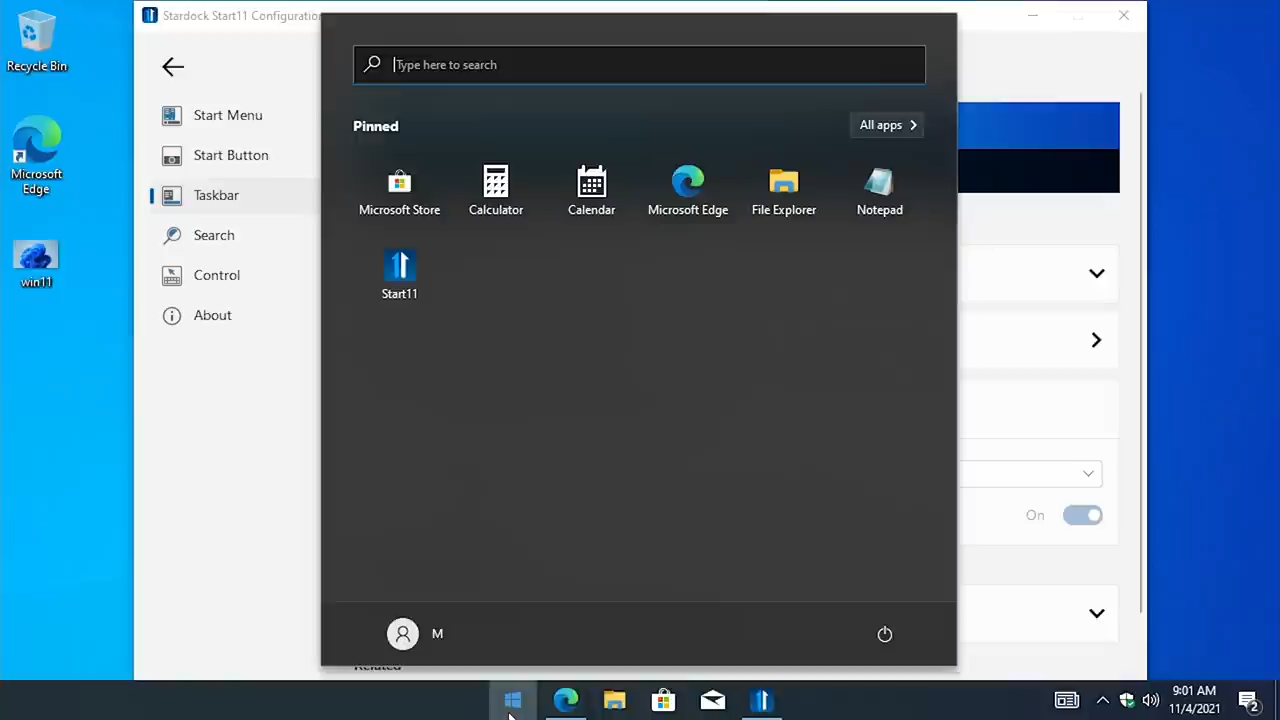 Recycle Bin
Microsoft
Edge
win11
Stardock Start11 Configuration
Start Menu
Start Button
Taskbar
Search
Control
About
Type here to search
Pinned
All apps
Microsoft Store
Calculator
Calendar
Microsoft Edge
File Explorer
Notepad
Start11
On
M
Related
9:01 AM
11/4/2021
2